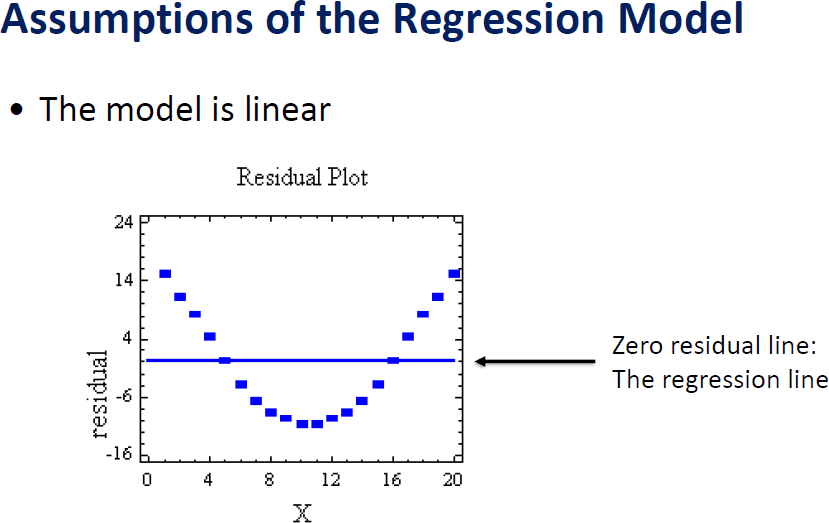 Assumptions of the Regression Model
• The model is linear
Residual Plot
24
14
4
-6
-16
residual
0 4 8 12 16 20
X
Zero residual line:
The regression line